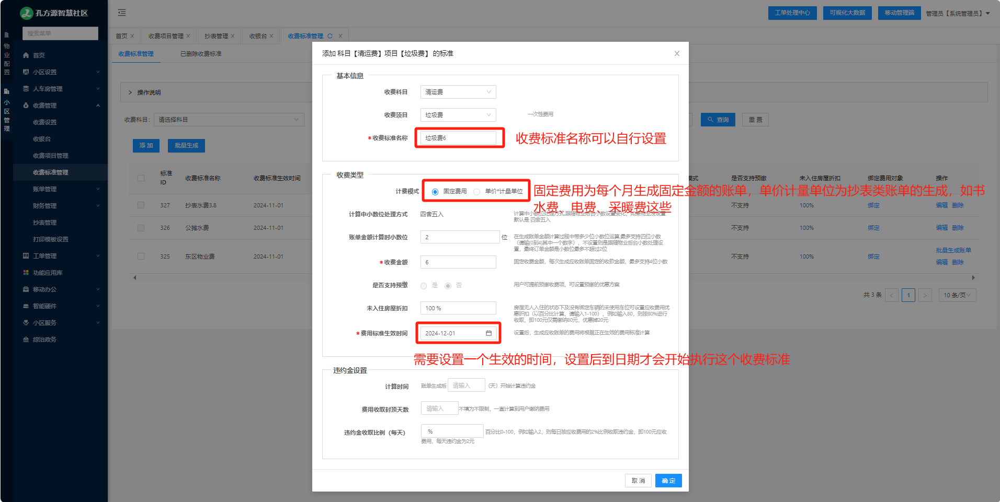 孔方源智慧社区
工单处理中心
可视化大数据
移动管理端
管理员【系统管理员】
搜索菜单
物业配置
小区管理
首页
小区设置
人车房管理
收费管理
收费设置
收银台
收费项目管理
收费标准管理
账单管理
财务管理
抄表管理
打印模板设置
工单管理
功能应用库
移动办公
智能硬件
小区服务
综治政务
首页
收费项目管理
抄表管理
收银台
收费标准管理
收费标准管理
已删除收费标准
操作说明
收费科目:
请选择科目
查询
重 置
添 加
批量生成
标准ID
收费标准名称
收费标准生效时间
模式
是否支持预缴
未入住房屋折扣
绑定费用对象
操作
327
抄表水费3.8
2024-11-01
不支持
100%
绑定
编辑 删除
326
公摊水费
2024-11-01
不支持
100%
绑定
编辑 删除
325
东区物业费
2024-11-01
不支持
100%
绑定
批量生成账单
编辑 删除
共 3 条
1
10 条/页
添加 科目【清运费】项目【垃圾费】 的标准
基本信息
收费科目
清运费
收费项目
垃圾费
一次性费用
*收费标准名称
垃圾费6
收费标准名称可以自行设置
收费类型
计费模式
固定费用
单价*计量单位
固定费用为每个月生成固定金额的账单，单价计量单位为抄表类账单的生成，如书
水费、电费、采暖费这些
计算中小数位处理方式
四舍五入
计算中小数位处理方式,跟随物业后台小数设置变化，如果物业没设置
默认是 四舍五入
账单金额计算时小数位
2
位
在生成账单金额计算过程中带多少位小数位运算,最多支持四位小数
（请输(0到4)其中一个数字），不设置则是跟随物业后台小数处理设
置，最终订单金额是小数位最多不超过2位
*收费金额
6
固定收费金额，每次生成应收账单固定的收款金额，最多支持4位小数
是否支持预缴
是
否
用户可提前预缴收费项，可设置预缴的优惠方案
未入住房屋折扣
100 %
房屋无人入住的状态下及没有绑定车辆的未使用车位可设置应收费用优
惠折扣（以百分比计算，请输入1-100），例如输入80，则按80%进行
收取，即100元仅需缴纳80元，优惠掉20元
*费用标准生效时间
2024-12-01
设置后，生成应收账单的费用将根据正在生效的费用标准计算
需要设置一个生效的时间，设置后到日期才会开始执行这个收费标准
违约金设置
计算时间
账单生成后
请输入
（天）开始计算违约金
费用收取封顶天数
请输入
不填为不限制，一直计算到用户缴纳费用
违约金收取比例（每天）
%
百分比0-100，例如输入2，则每日按应收费用的2%比例收取违约金，即100元应收
费用，每天违约金为2元
取 消
确 定